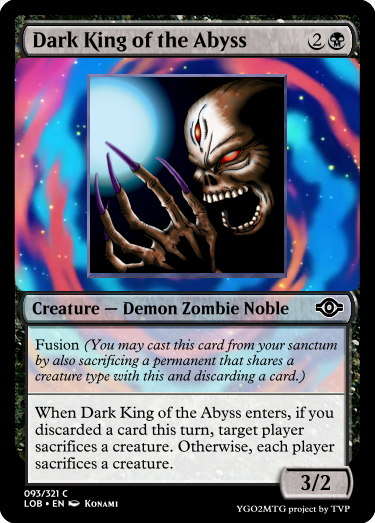 Dark King of the Abyss 2
Creature — Demon Zombie Noble
Fusion (You may cast this card from your sanctum
by also sacrificing a permanent that shares a
creature type with this and discarding a card.)
When Dark King of the Abyss enters, if you
discarded a card this turn, target player
sacrifices a creature. Otherwise, each player
sacrifices a creature.
3/2
093/321 C
LOB • EN Konami
YGO2MTG project by TVP